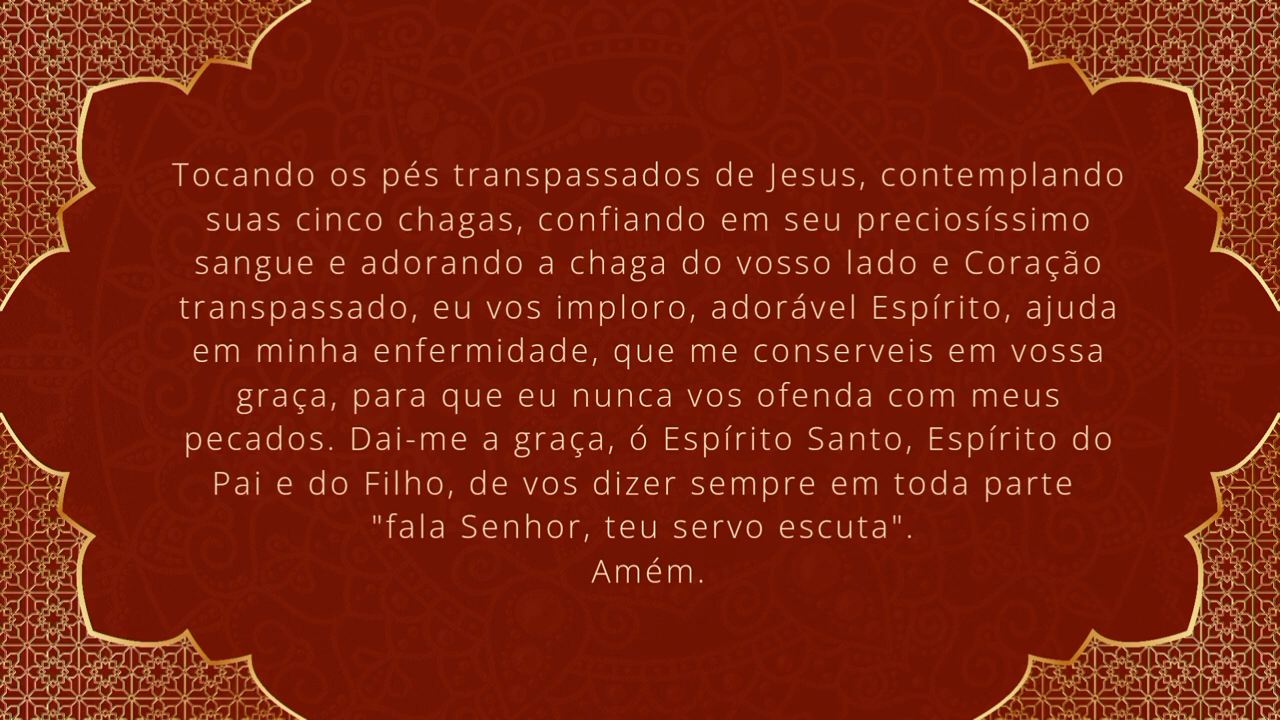 Tocando os pés transpassados de Jesus, contemplando
suas cinco chagas, confiando em seu preciosíssimo
sangue e adorando a chaga do vosso lado e Coração
transpassado, eu vos imploro, adorável Espírito, ajuda
em minha enfermidade, que me conserveis em vossa
graça, para que eu nunca vos ofenda com meus
pecados. Dai-me a graça, ó Espírito Santo, Espírito do
Pai e do Filho, de vos dizer sempre em toda parte
"fala Senhor, teu servo escuta".
Amém.